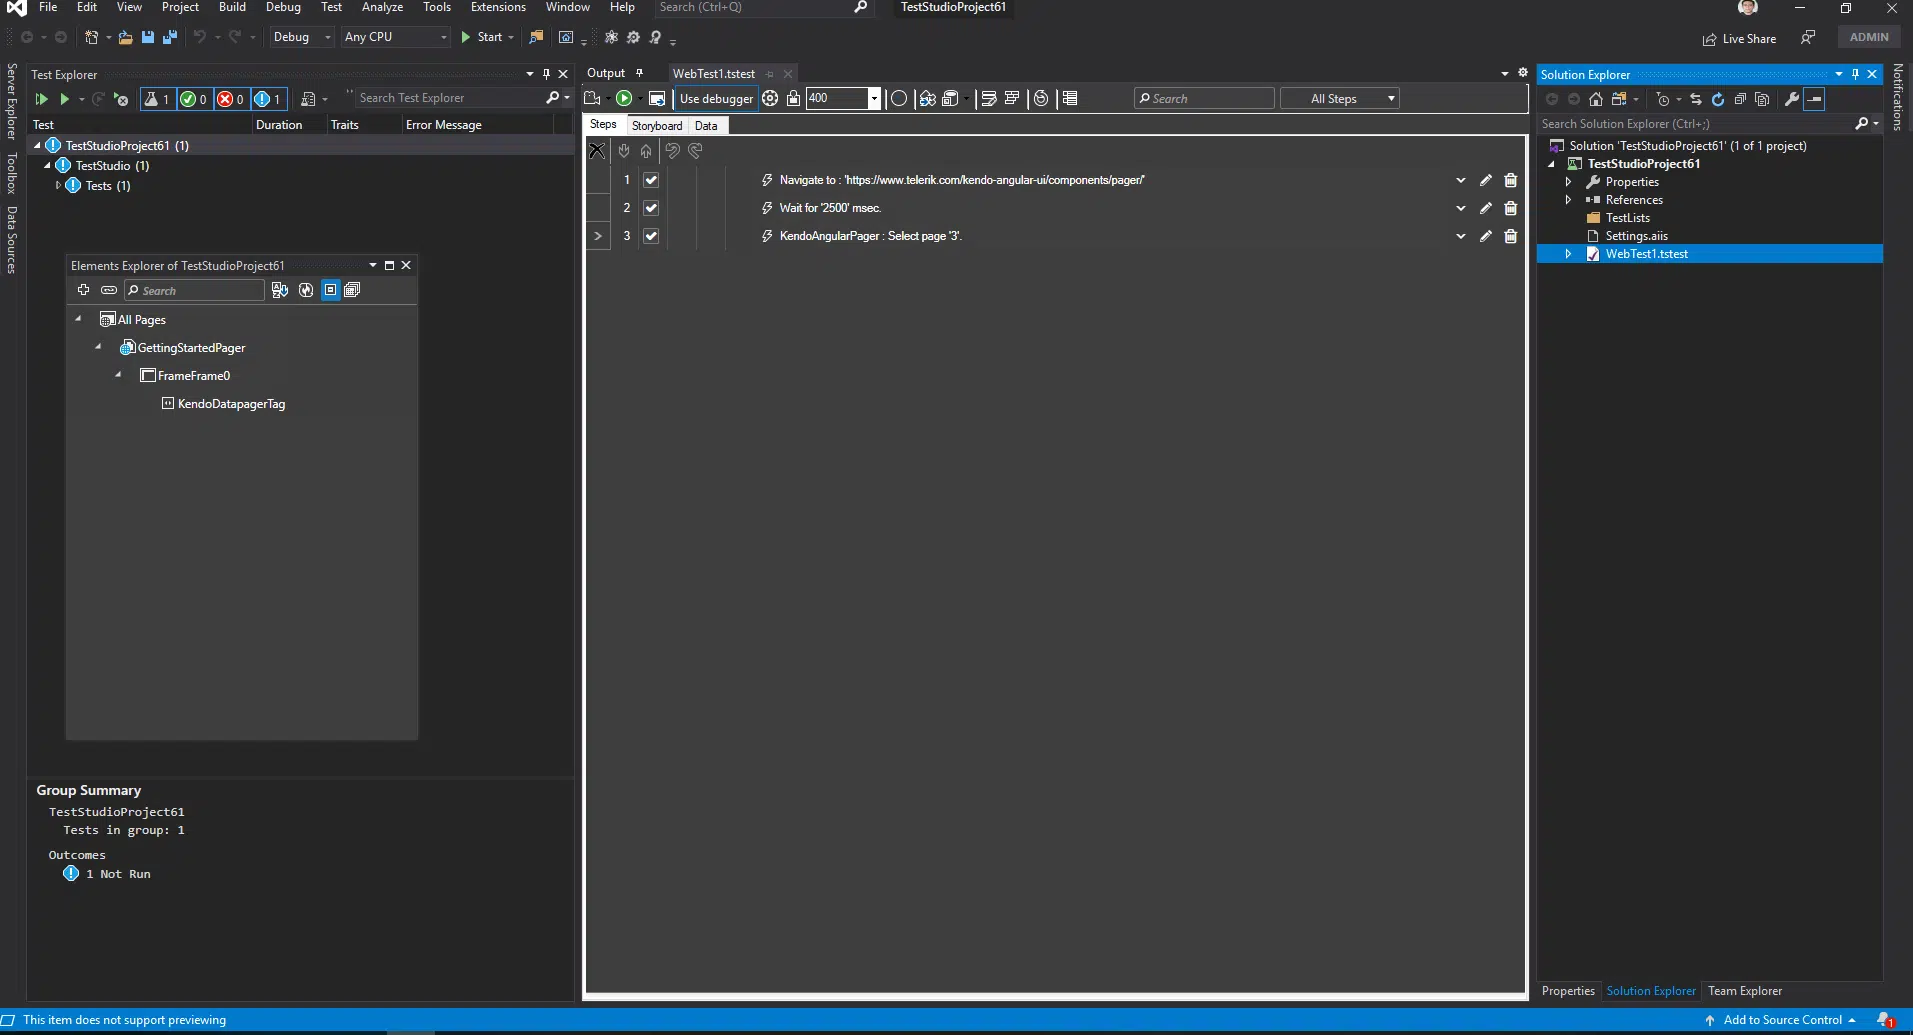 File Edit View Project Build Debug Test Analyze Tools Extensions Window Help Search (Ctrl+Q) TestStudioProject61
Debug Any CPU Start Live Share ADMIN
Server Explorer
Toolbox
Data Sources
Test Explorer
1 0 0 1 Search Test Explorer
Test Duration Traits Error Message
TestStudioProject61 (1)
TestStudio (1)
Tests (1)
Elements Explorer of TestStudioProject61
Search
All Pages
GettingStartedPager
FrameFrame0
KendoDatapagerTag
Group Summary
TestStudioProject61
Tests in group: 1
Outcomes
1 Not Run
Output WebTest1.tstest
Use debugger 400 Search All Steps
Steps Storyboard Data
1 Navigate to : 'https://www.telerik.com/kendo-angular-ui/components/pager/'
2 Wait for '2500' msec.
3 KendoAngularPager : Select page '3'.
Solution Explorer
Search Solution Explorer (Ctrl+;)
Solution 'TestStudioProject61' (1 of 1 project)
TestStudioProject61
Properties
References
TestLists
Settings.aiis
WebTest1.tstest
Properties Solution Explorer Team Explorer
Notifications
This item does not support previewing Add to Source Control 1